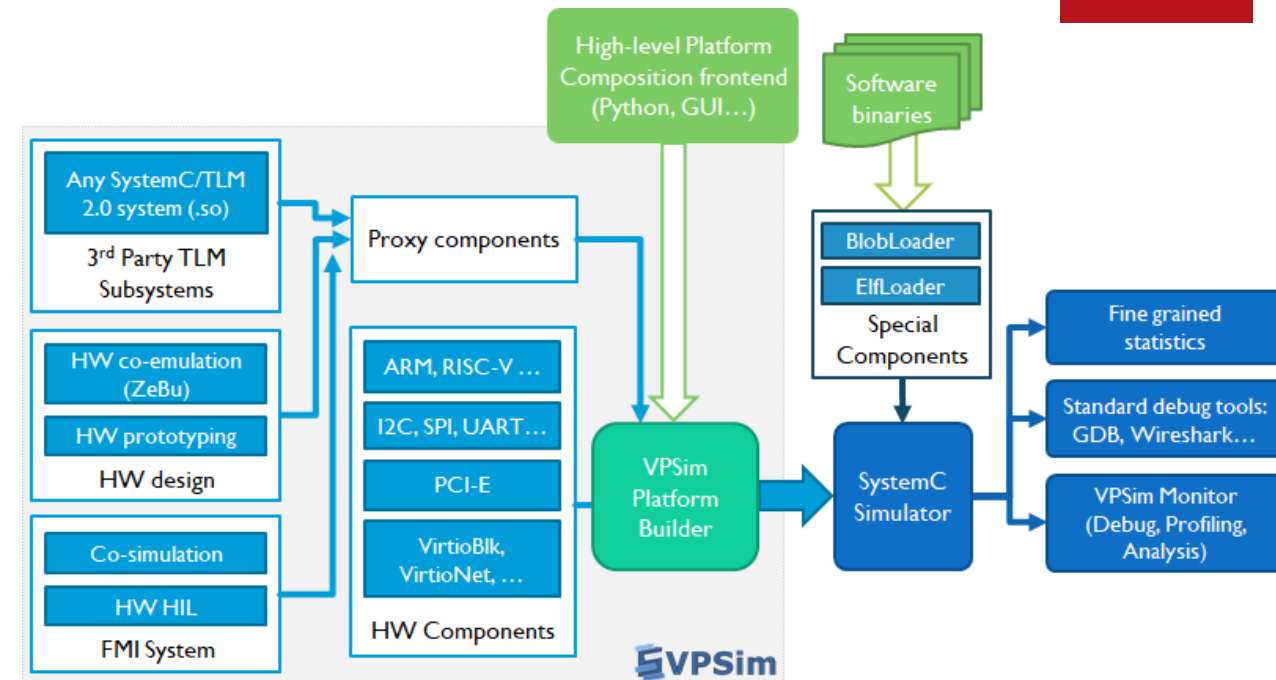 High-level Platform
Composition frontend
(Python, GUI…)
Software
binaries
Any SystemC/TLM
2.0 system (.so)
3rd Party TLM
Subsystems
Proxy components
BlobLoader
ElfLoader
Special
Components
HW co-emulation
(ZeBu)
HW prototyping
HW design
ARM, RISC-V …
I2C, SPI, UART…
PCI-E
VirtioBlk,
VirtioNet, …
HW Components
Co-simulation
HW HIL
FMI System
VPSim
Platform
Builder
SystemC
Simulator
Fine grained
statistics
Standard debug tools:
GDB, Wireshark…
VPSim Monitor
(Debug, Profiling,
Analysis)
VPSim